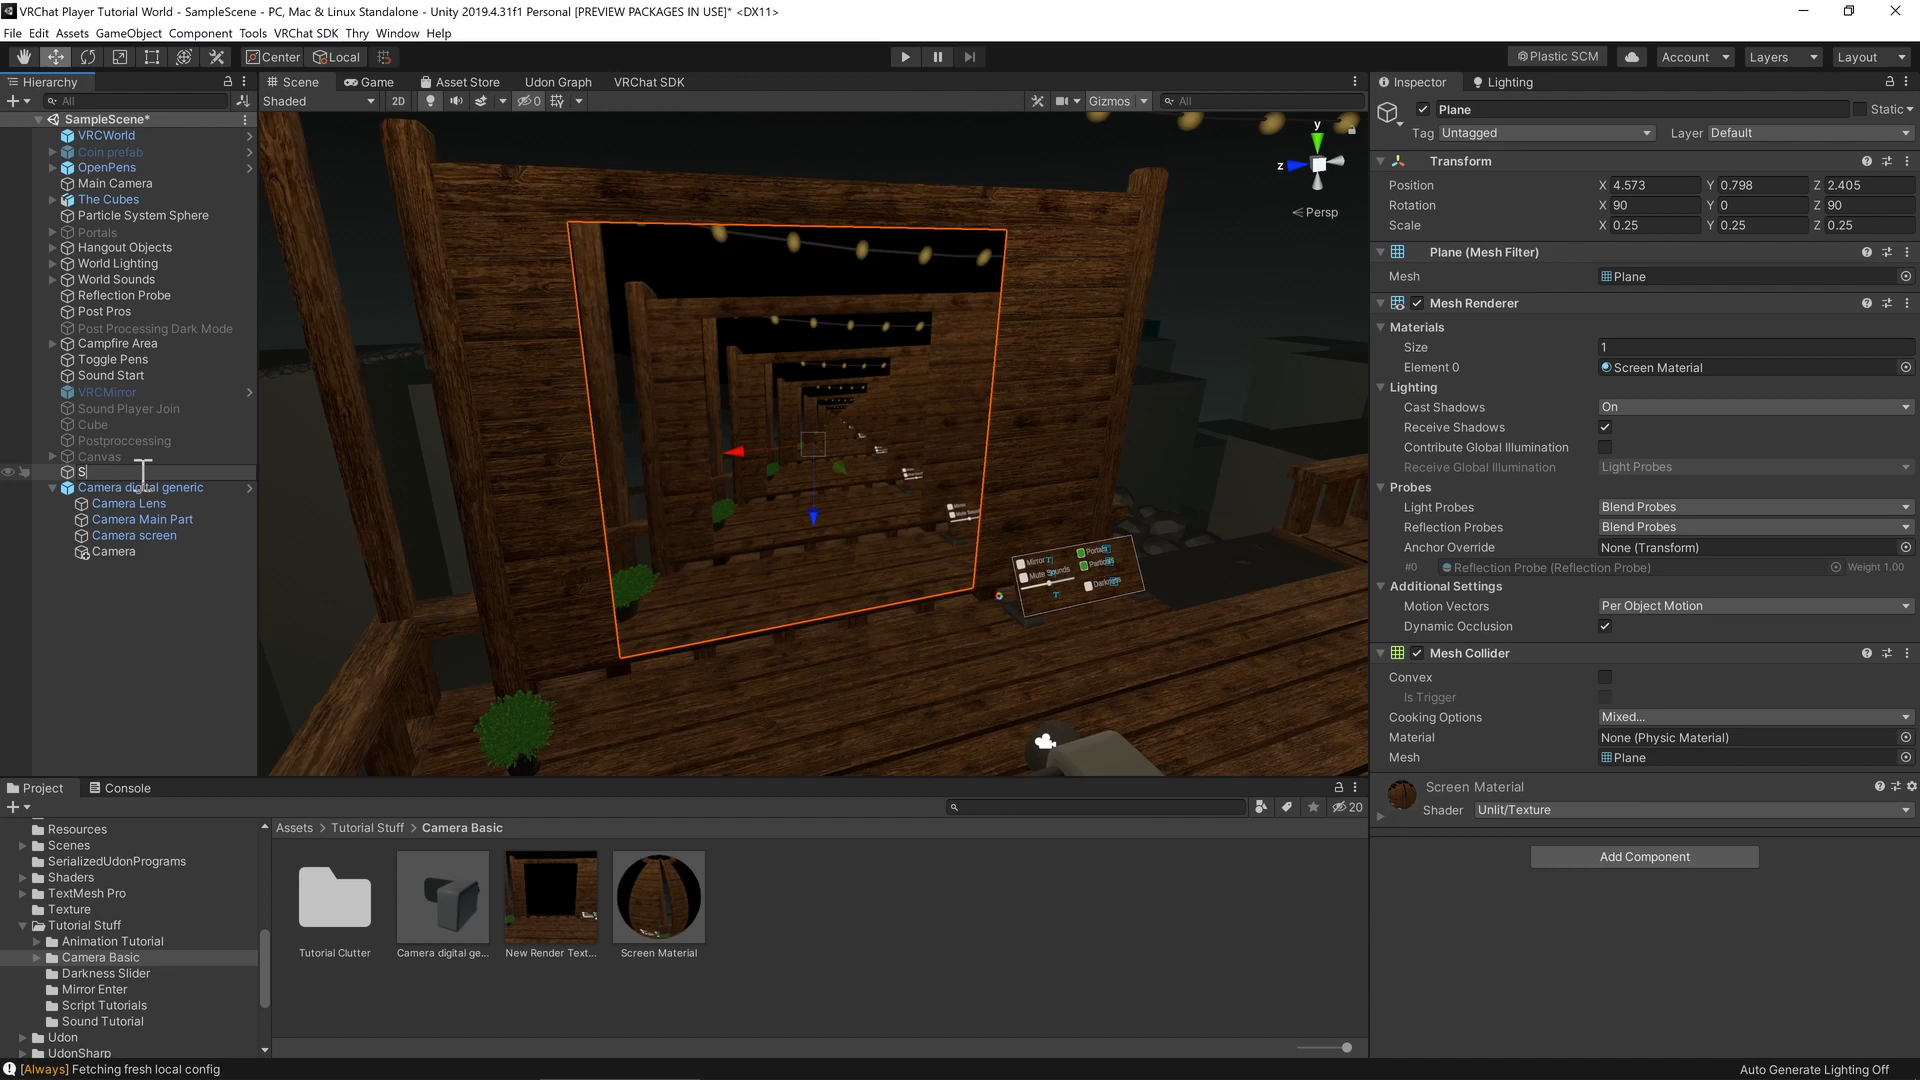 VRChat Player Tutorial World - SampleScene - PC, Mac & Linux Standalone - Unity 2019.4.31f1 Personal [PREVIEW PACKAGES IN USE]* <DX11>
File Edit Assets GameObject Component Tools VRChat SDK Thry Window Help
Center Local Plastic SCM Account Layers Layout
Hierarchy
All
SampleScene*
VRCWorld
Coin prefab
OpenPens
Main Camera
The Cubes
Particle System Sphere
Portals
Hangout Objects
World Lighting
World Sounds
Reflection Probe
Post Pros
Post Processing Dark Mode
Campfire Area
Toggle Pens
Sound Start
VRCMirror
Sound Player Join
Cube
Postproccessing
Canvas
S
Camera digital generic
Camera Lens
Camera Main Part
Camera screen
Camera
Scene Game Asset Store Udon Graph VRChat SDK
Shaded 2D 0 Gizmos All
y
z
Persp
Mirror
Mute Sounds
Portals
Particles
Darkness
Inspector Lighting
Plane Static
Tag Untagged Layer Default
Transform
Position X 4.573 Y 0.798 Z 2.405
Rotation X 90 Y 0 Z 90
Scale X 0.25 Y 0.25 Z 0.25
Plane (Mesh Filter)
Mesh Plane
Mesh Renderer
Materials
Size 1
Element 0 Screen Material
Lighting
Cast Shadows On
Receive Shadows
Contribute Global Illumination
Receive Global Illumination Light Probes
Probes
Light Probes Blend Probes
Reflection Probes Blend Probes
Anchor Override None (Transform)
#0 Reflection Probe (Reflection Probe) Weight 1.00
Additional Settings
Motion Vectors Per Object Motion
Dynamic Occlusion
Mesh Collider
Convex
Is Trigger
Cooking Options Mixed...
Material None (Physic Material)
Mesh Plane
Screen Material
Shader Unlit/Texture
Add Component
Project Console
20
Resources
Scenes
SerializedUdonPrograms
Shaders
TextMesh Pro
Texture
Tutorial Stuff
Animation Tutorial
Camera Basic
Darkness Slider
Mirror Enter
Script Tutorials
Sound Tutorial
Udon
UdonSharp
Assets > Tutorial Stuff > Camera Basic
Tutorial Clutter
Camera digital ge...
New Render Text...
Screen Material
[Always] Fetching fresh local config
Auto Generate Lighting Off